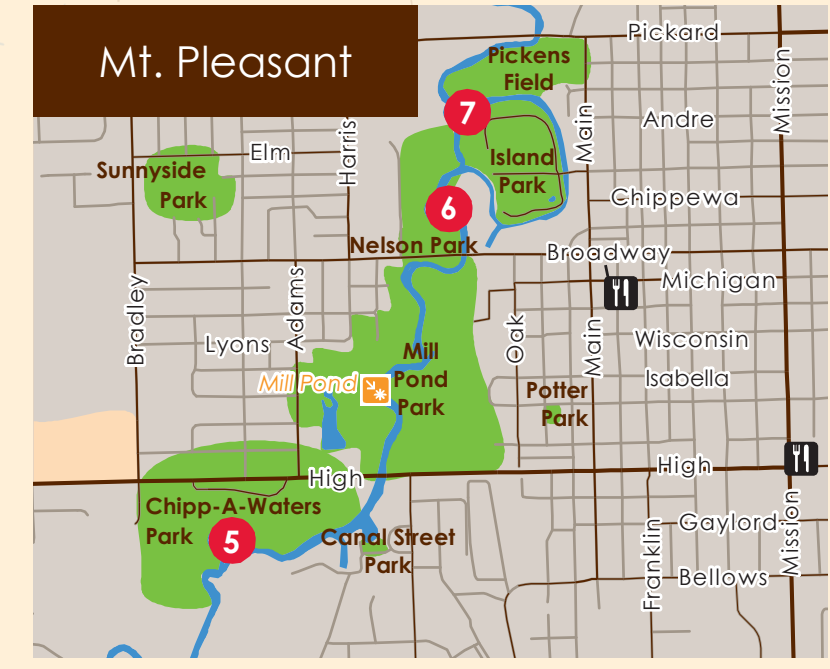 Mt. Pleasant
Pickard
Pickens
Field
Mission
7
Main
Andre
Harris
Elm
Sunnyside
Park
Island
Park
Chippewa
6
Nelson Park
Broadway
Michigan
Bradley
Adams
Lyons
Oak
Main
Wisconsin
Mill
Pond
Park
Mill Pond
Isabella
Potter
Park
High
High
Chipp-A-Waters
Park
5
Canal Street
Park
Franklin
Gaylord
Mission
Bellows